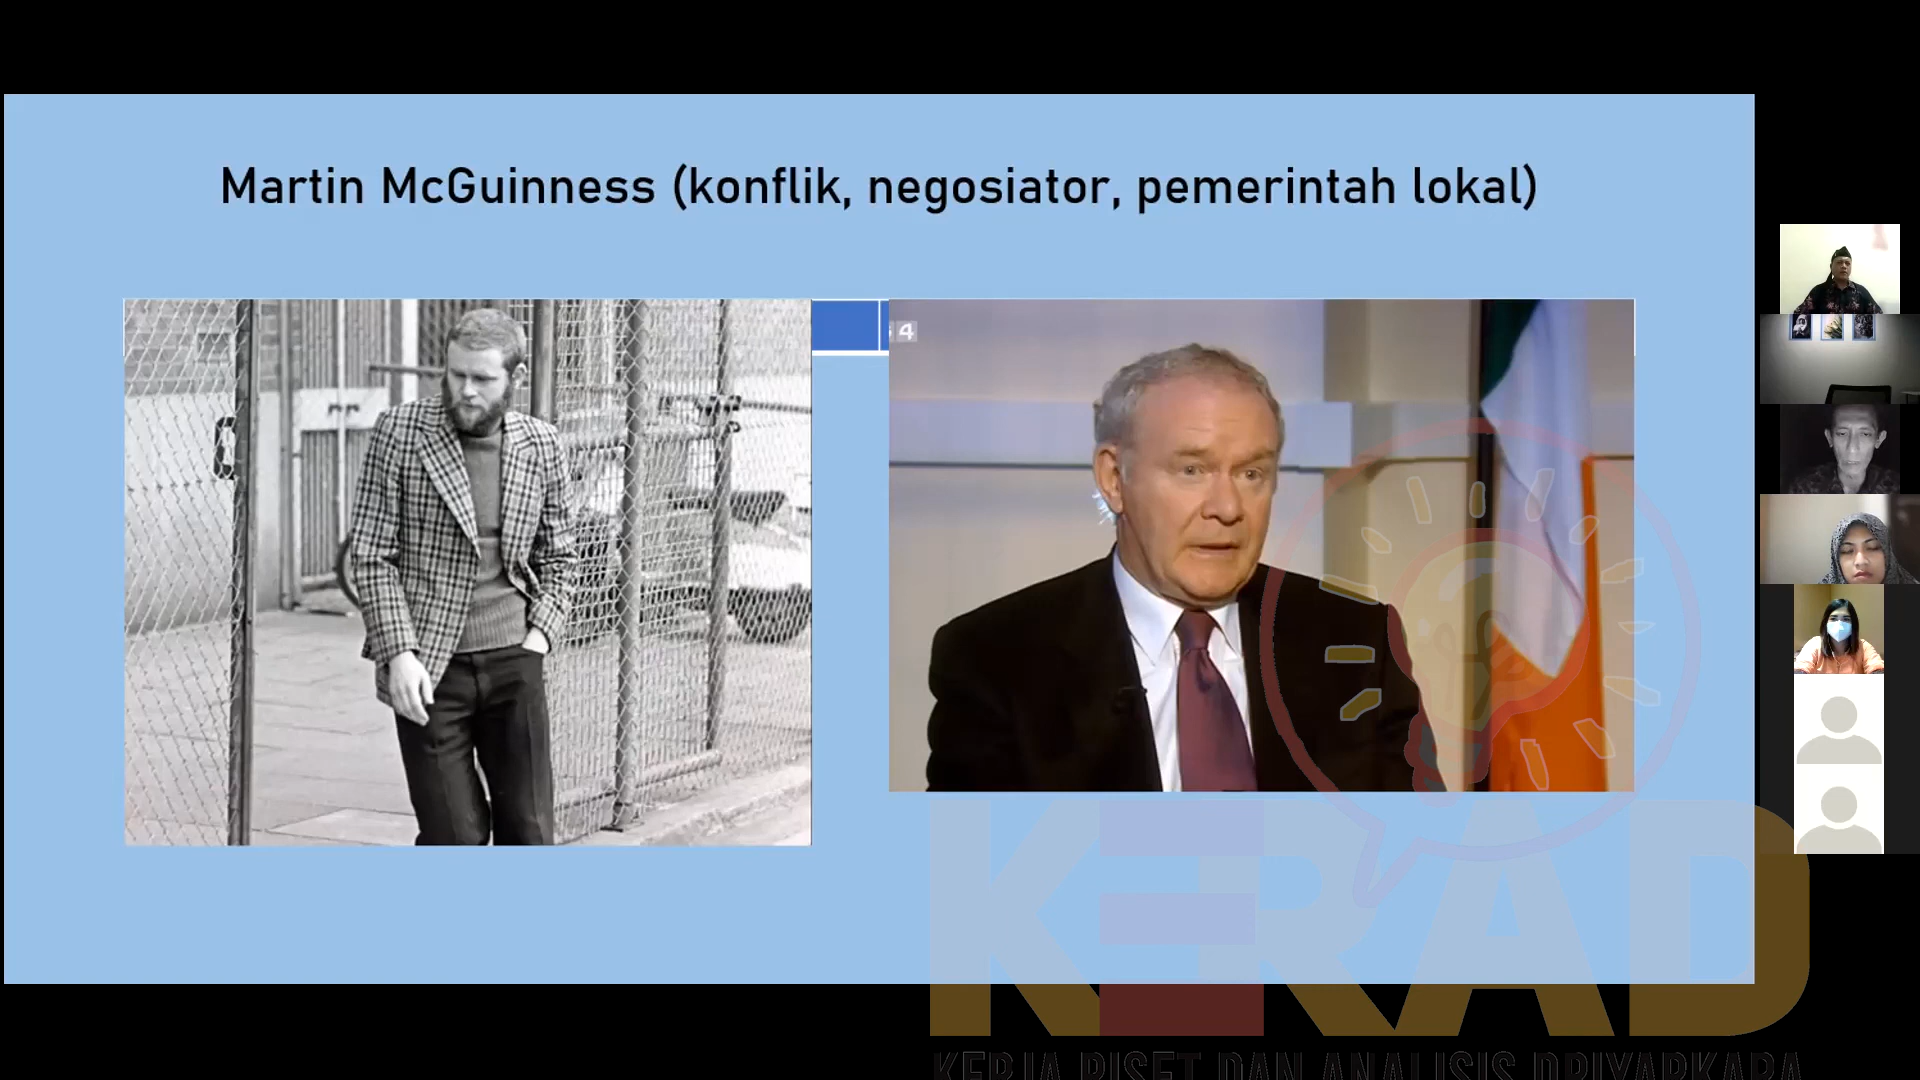 Martin McGuinness (konflik, negosiator, pemerintah lokal)
4
KERAD
KERJA RISET DAN ANALISIS DRIYARKARA